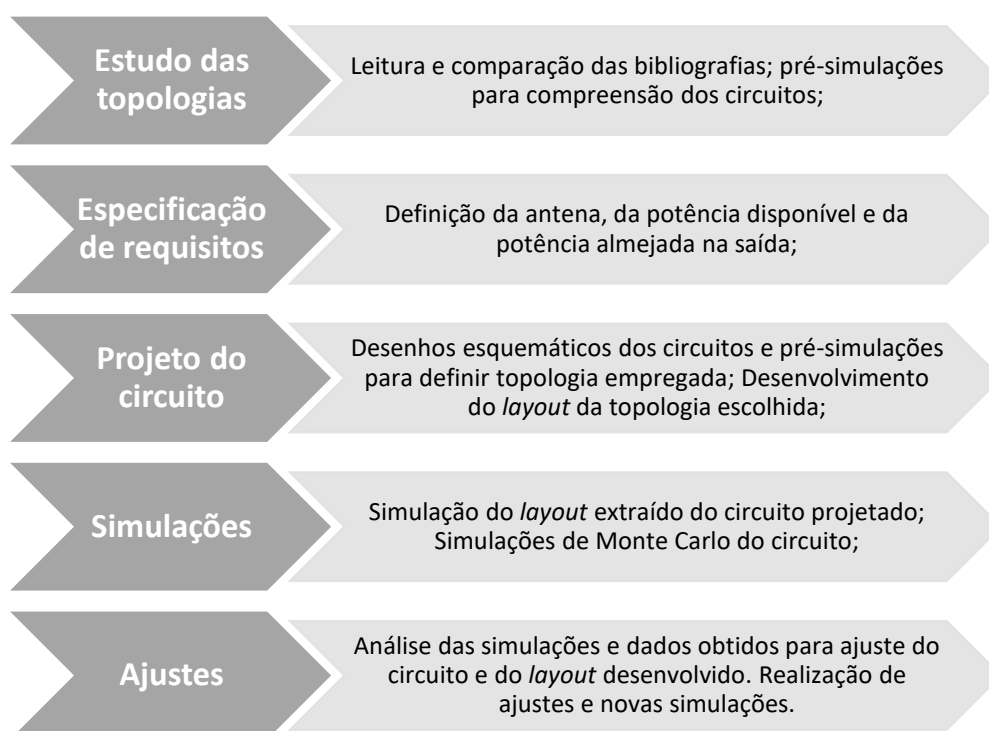 Estudo das
topologias
Leitura e comparação das bibliografias; pré-simulações
para compreensão dos circuitos;
Especificação
de requisitos
Definição da antena, da potência disponível e da
potência almejada na saída;
Projeto do
circuito
Desenhos esquemáticos dos circuitos e pré-simulações
para definir topologia empregada; Desenvolvimento
do layout da topologia escolhida;
Simulações
Simulação do layout extraído do circuito projetado;
Simulações de Monte Carlo do circuito;
Ajustes
Análise das simulações e dados obtidos para ajuste do
circuito e do layout desenvolvido. Realização de
ajustes e novas simulações.